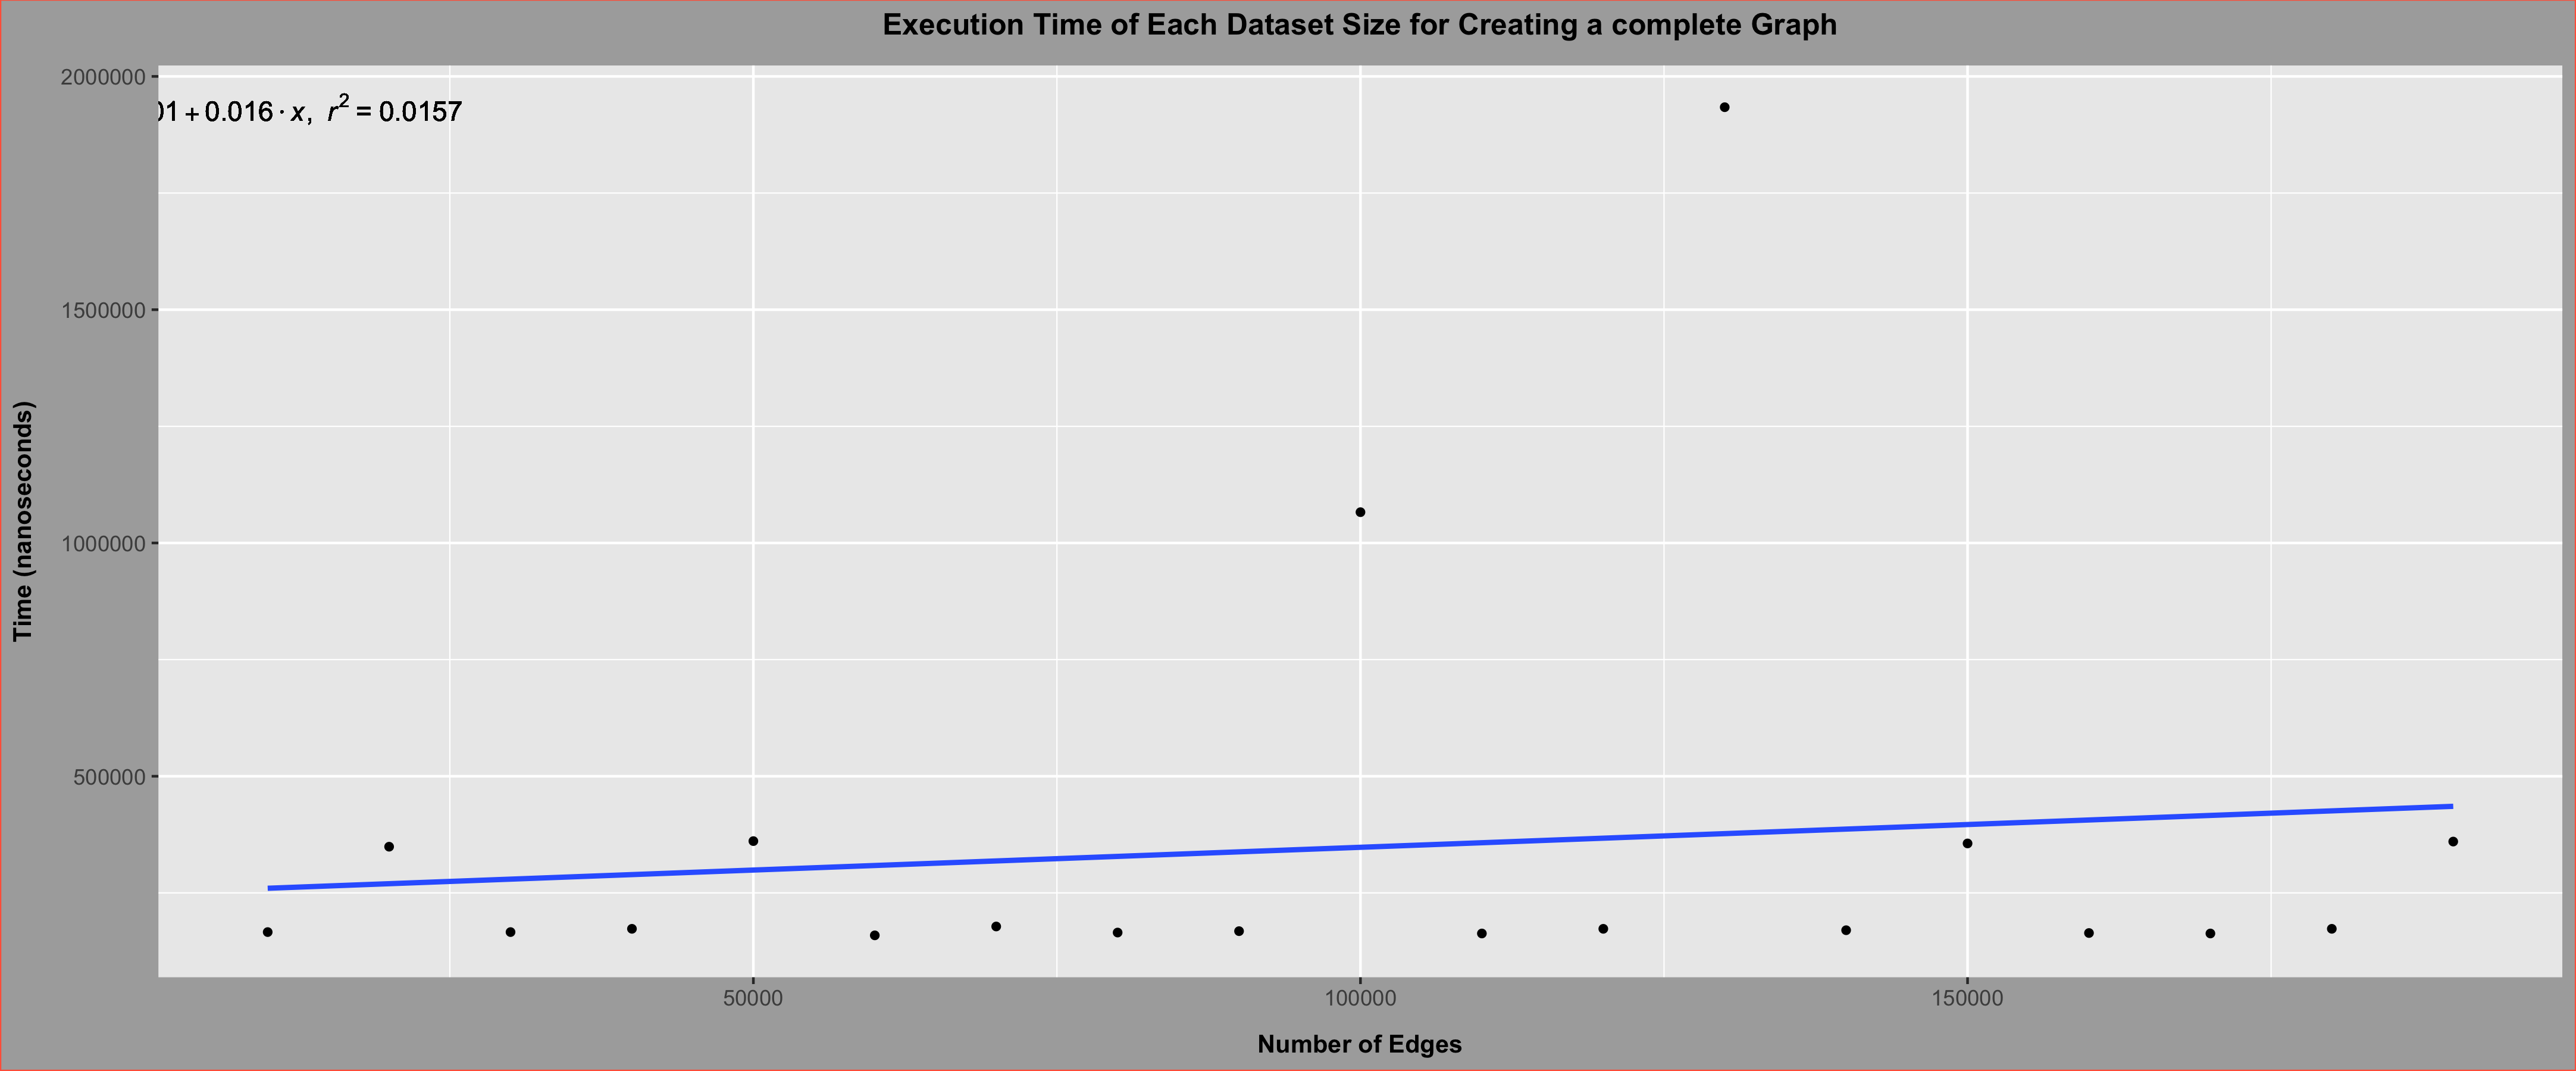 Execution Time of Each Dataset Size for Creating a complete Graph
2000000
01 + 0.016 · x, r² = 0.0157
1500000
Time (nanoseconds)
1000000
500000
50000 100000 150000
Number of Edges